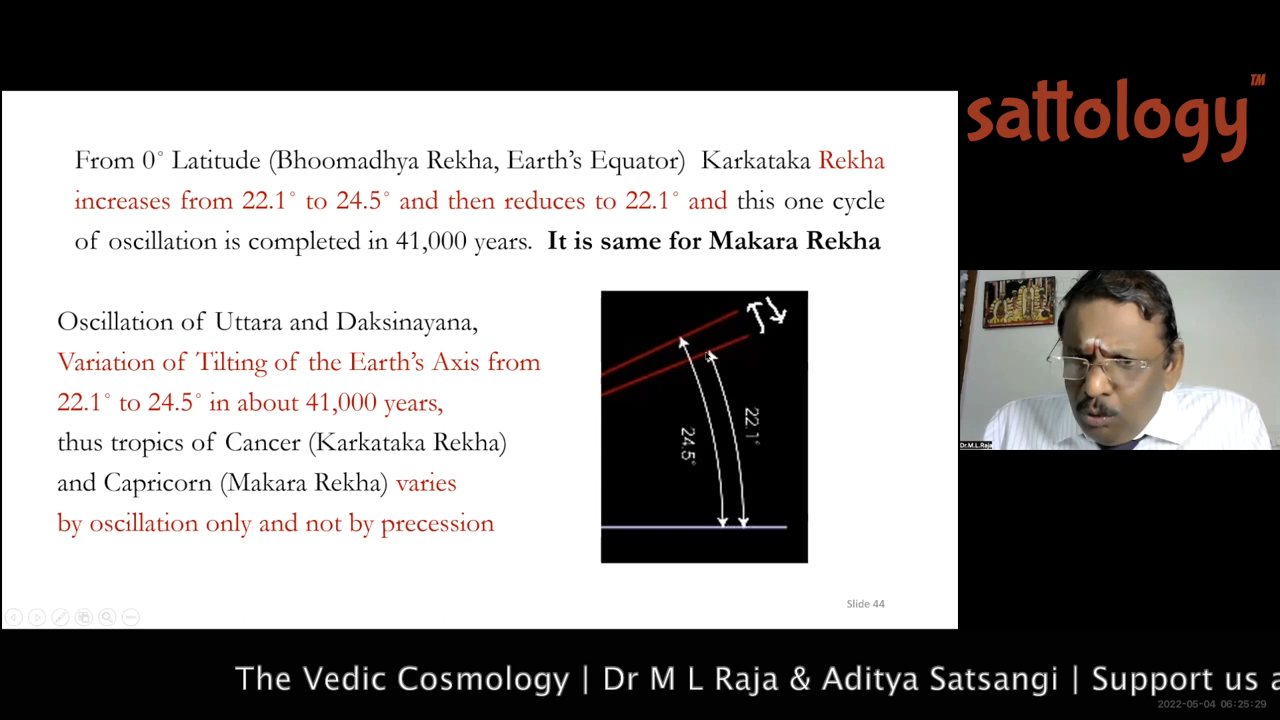 sattology™
From 0° Latitude (Bhoomadhya Rekha, Earth’s Equator) Karkataka Rekha
increases from 22.1° to 24.5° and then reduces to 22.1° and this one cycle
of oscillation is completed in 41,000 years. It is same for Makara Rekha
Oscillation of Uttara and Daksinayana,
Variation of Tilting of the Earth’s Axis from
22.1° to 24.5° in about 41,000 years,
thus tropics of Cancer (Karkataka Rekha)
and Capricorn (Makara Rekha) varies
by oscillation only and not by precession
24.5°
22.1°
Slide 44
Dr.M.L.Raja
The Vedic Cosmology | Dr M L Raja & Aditya Satsangi | Support us a
2022-05-04 06:25:29